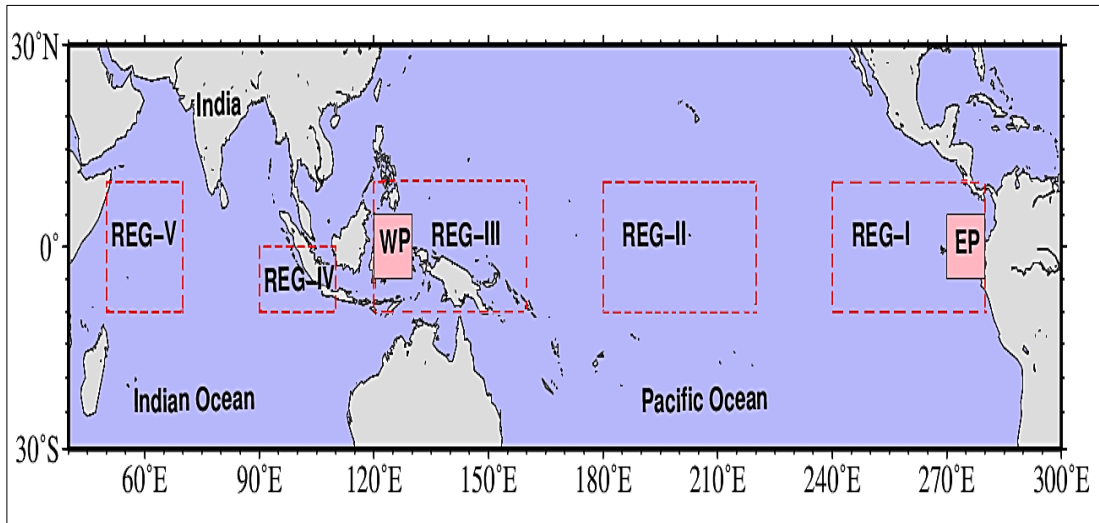 30°N
India
REG–V
REG–IV
WP
REG–III
REG–II
REG–I
EP
0°
Indian Ocean
Pacific Ocean
30°S
60°E
90°E
120°E
150°E
180°E
210°E
240°E
270°E
300°E